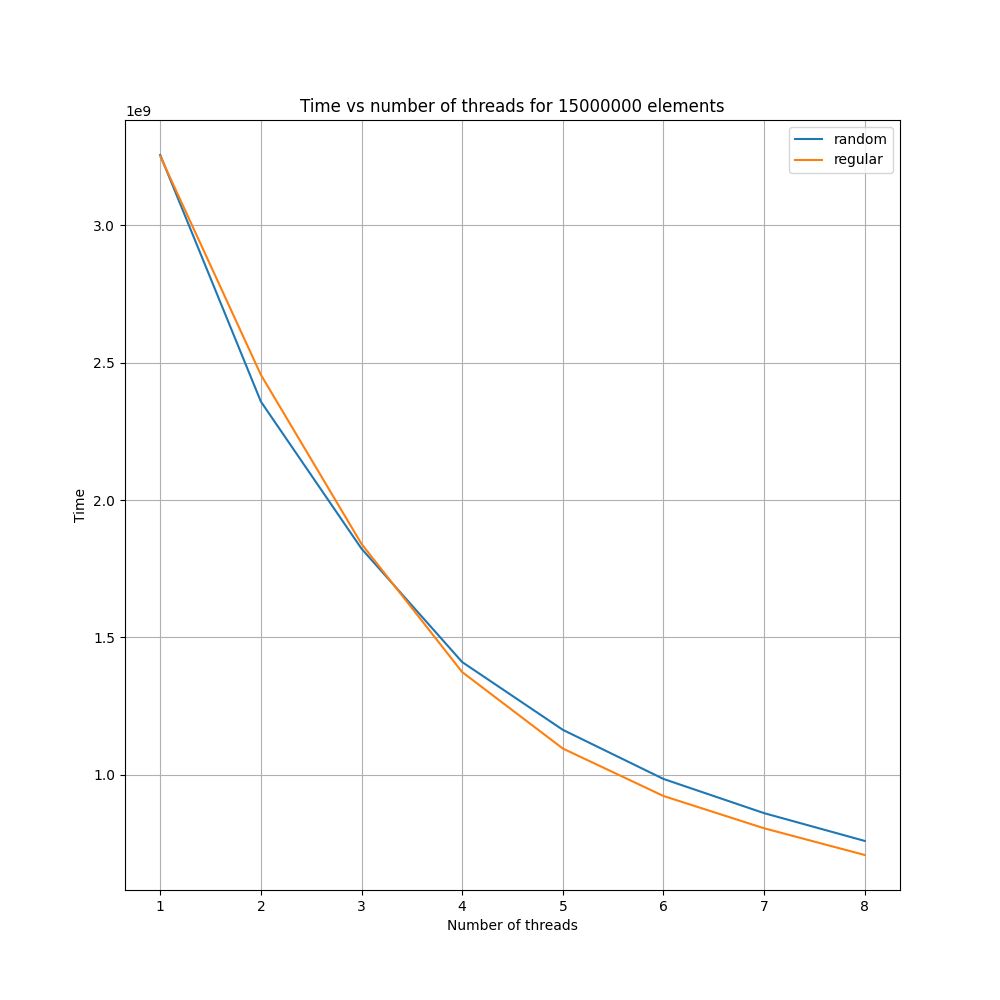 Time vs number of threads for 15000000 elements
1e9
random
regular
3.0
2.5
2.0
1.5
1.0
Time
1 2 3 4 5 6 7 8
Number of threads